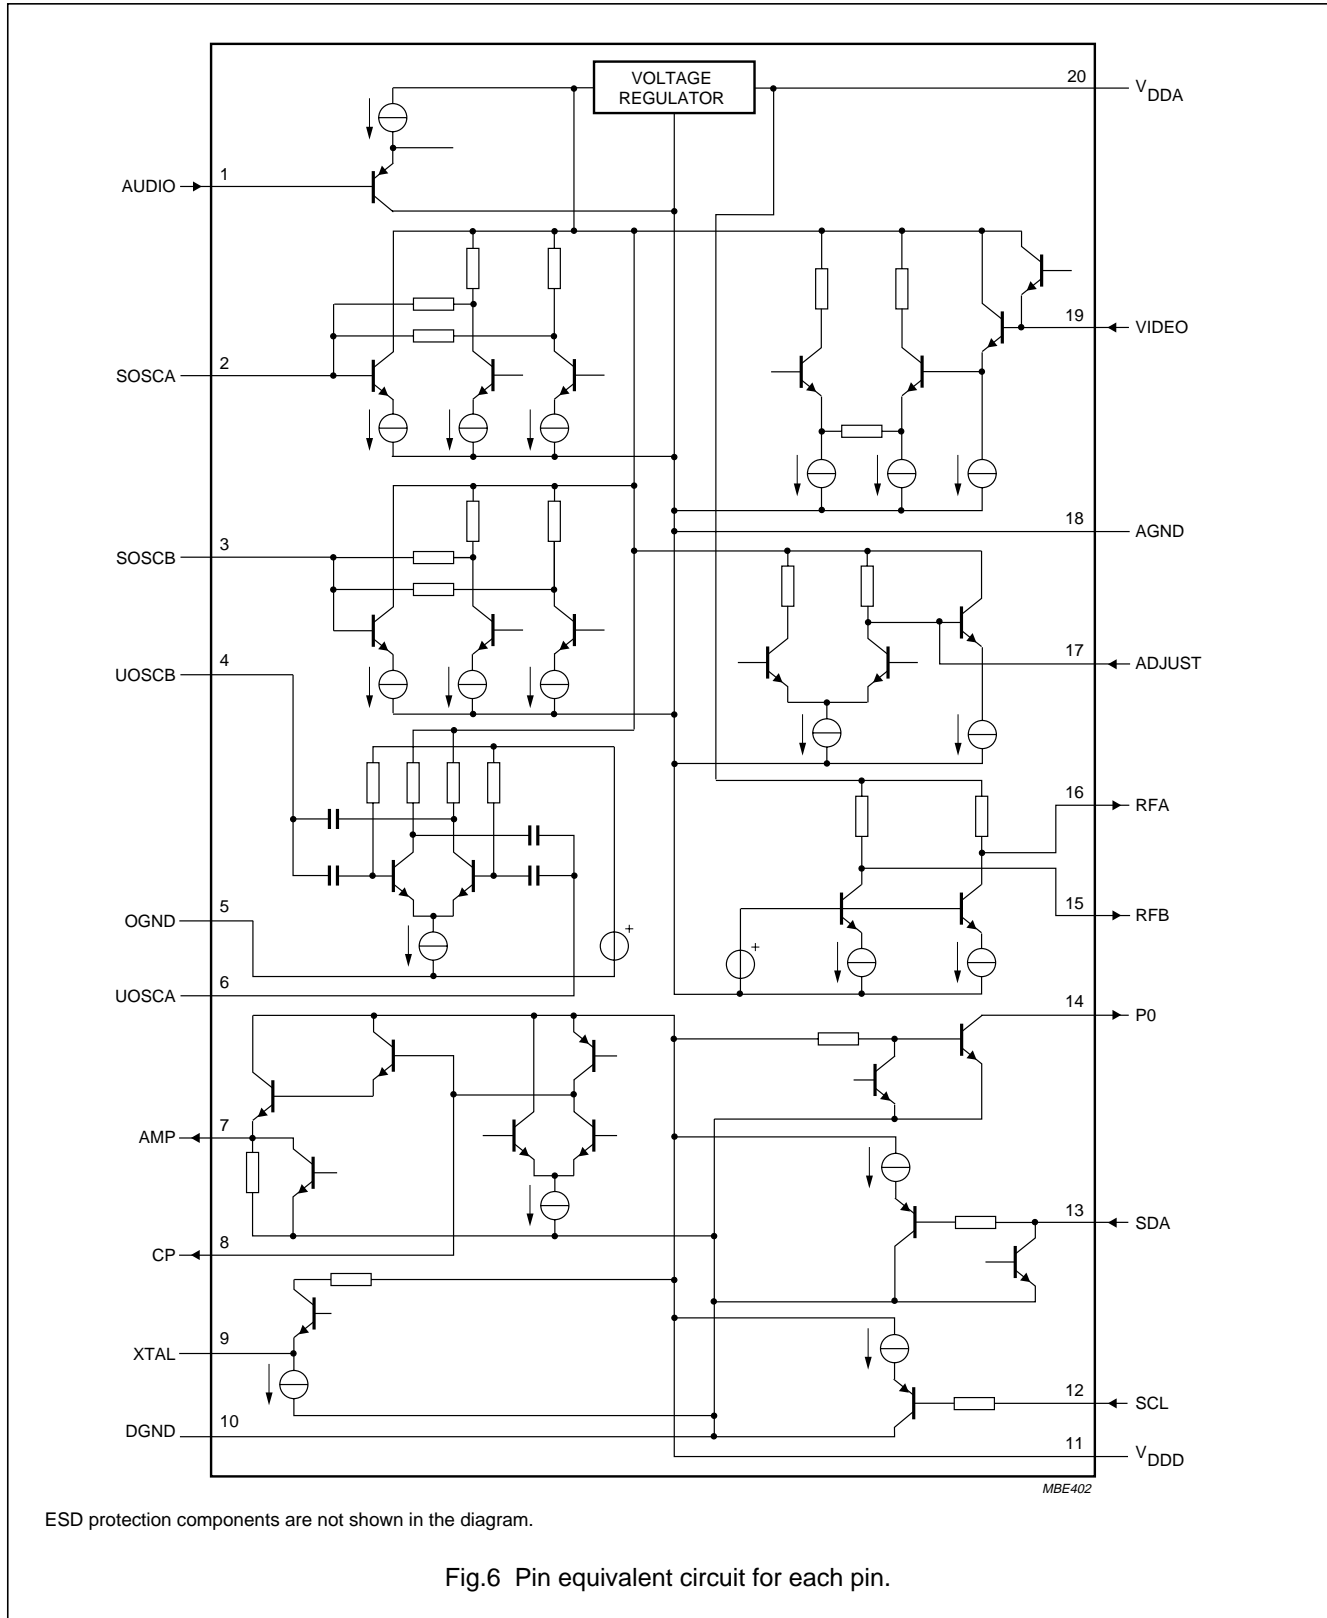 VOLTAGE
REGULATOR
20
VDDA
AUDIO
1
2
SOSCA
19
VIDEO
18
AGND
3
SOSCB
4
UOSCB
17
ADJUST
16
RFA
15
RFB
5
OGND
+
+
6
UOSCA
14
P0
7
AMP
13
SDA
8
CP
9
XTAL
12
SCL
10
DGND
11
VDDD
MBE402
ESD protection components are not shown in the diagram.
Fig.6 Pin equivalent circuit for each pin.